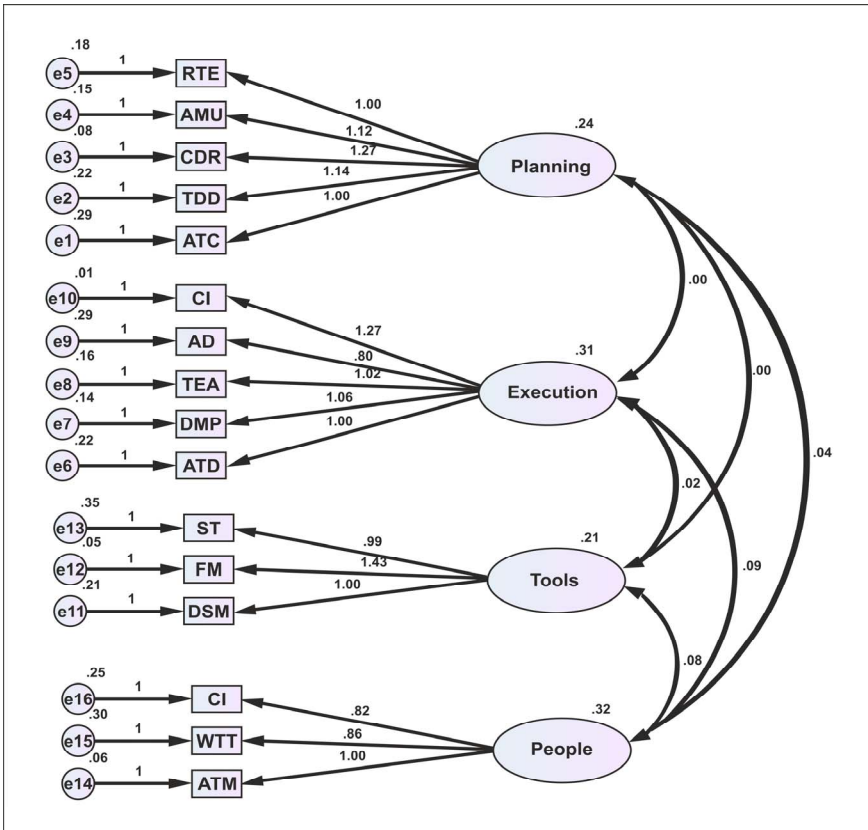 .18
e5 1 RTE
.15
e4 1 AMU
.08
e3 1 CDR
.22
e2 1 TDD
.29
e1 1 ATC
1.00
1.12
1.27
1.14
1.00
.24
Planning
.01
e10 1 CI
.29
e9 1 AD
.16
e8 1 TEA
.14
e7 1 DMP
.22
e6 1 ATD
1.27
.80
1.02
1.06
1.00
.31
Execution
.35
e13 1 ST
.05
e12 1 FM
.21
e11 1 DSM
.99
1.43
1.00
.21
Tools
.25
e16 1 CI
.30
e15 1 WTT
.06
e14 1 ATM
.82
.86
1.00
.32
People
.00
.00
.04
.02
.09
.08